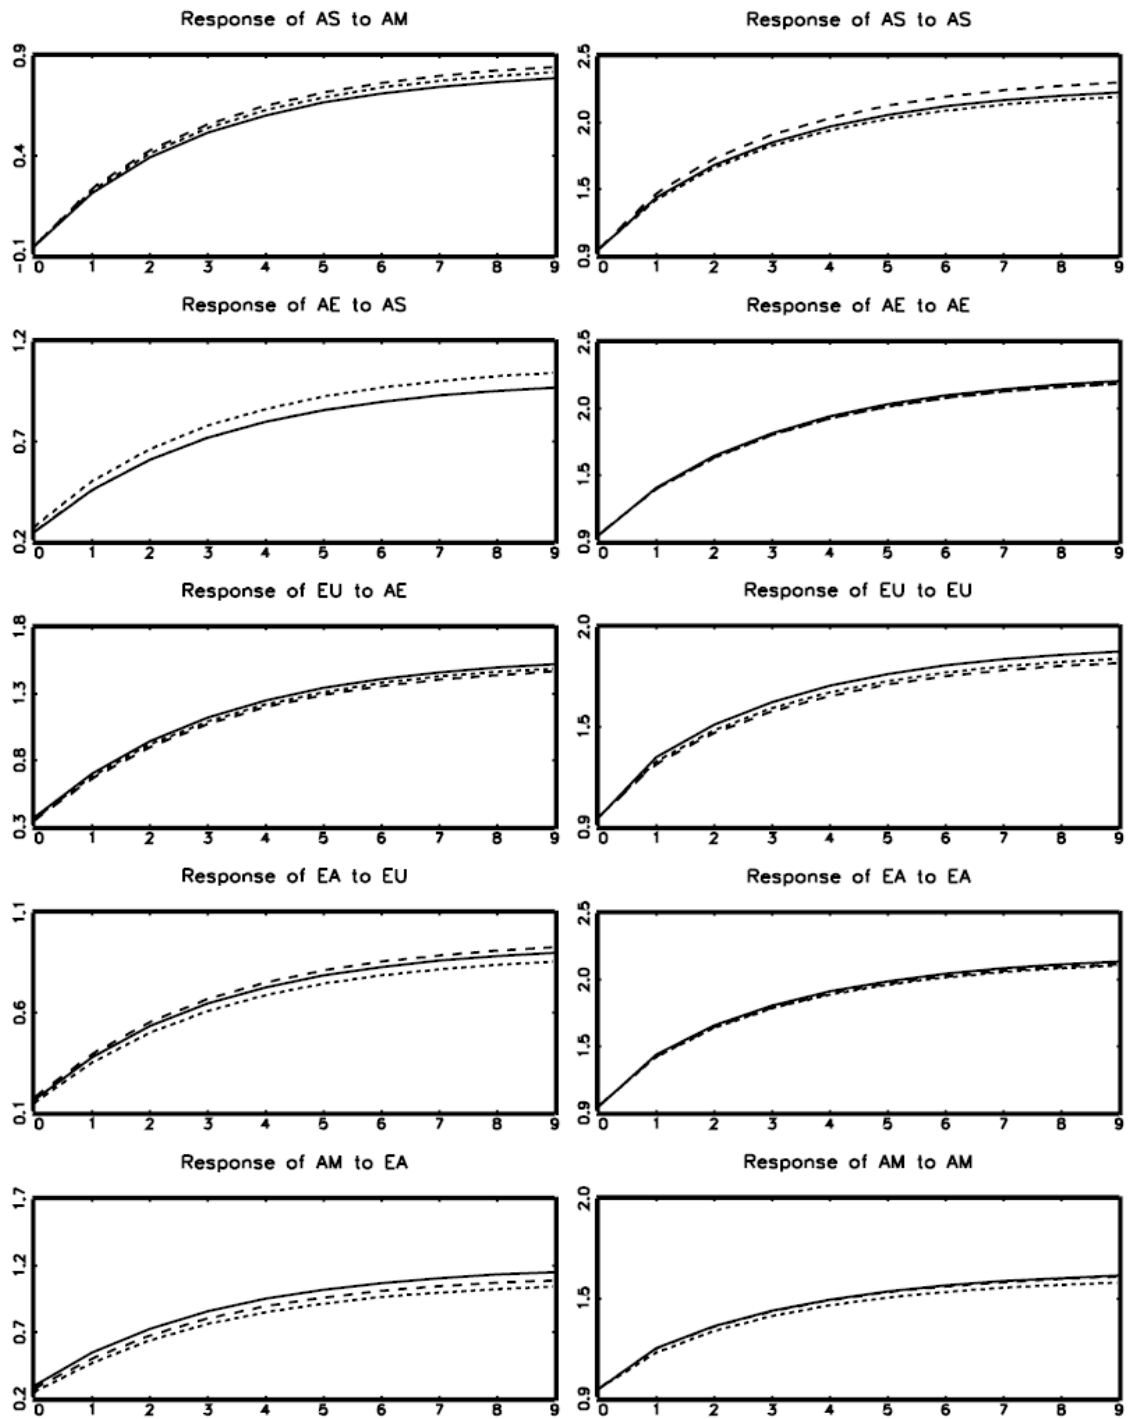 Response of AS to AM
0.9
0.4
-0.1
0 1 2 3 4 5 6 7 8 9
Response of AS to AS
2.5
2.0
1.5
0.9
0 1 2 3 4 5 6 7 8 9
Response of AE to AS
1.2
0.7
0.2
0 1 2 3 4 5 6 7 8 9
Response of AE to AE
2.5
2.0
1.5
0.9
0 1 2 3 4 5 6 7 8 9
Response of EU to AE
1.8
1.3
0.8
0.3
0 1 2 3 4 5 6 7 8 9
Response of EU to EU
2.0
1.5
0.9
0 1 2 3 4 5 6 7 8 9
Response of EA to EU
1.1
0.6
0.1
0 1 2 3 4 5 6 7 8 9
Response of EA to EA
2.5
2.0
1.5
0.9
0 1 2 3 4 5 6 7 8 9
Response of AM to EA
1.7
1.2
0.7
0.2
0 1 2 3 4 5 6 7 8 9
Response of AM to AM
2.0
1.5
0.9
0 1 2 3 4 5 6 7 8 9